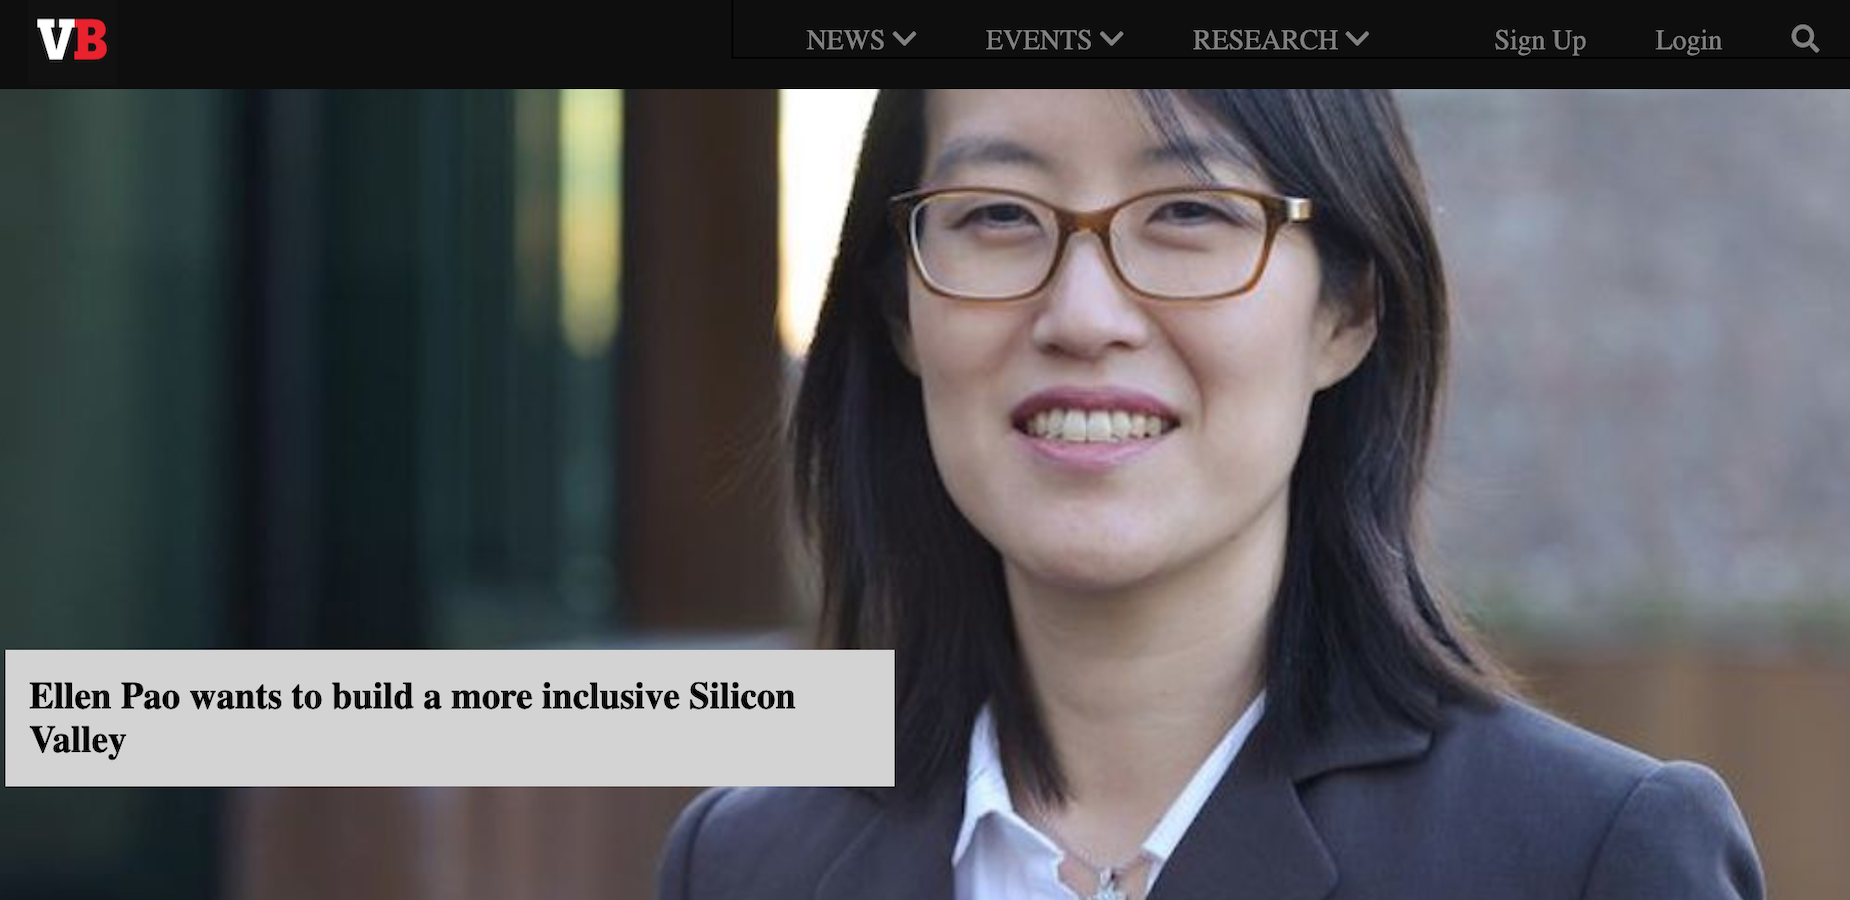 VB
NEWS
EVENTS
RESEARCH
Sign Up
Login
Ellen Pao wants to build a more inclusive Silicon
Valley